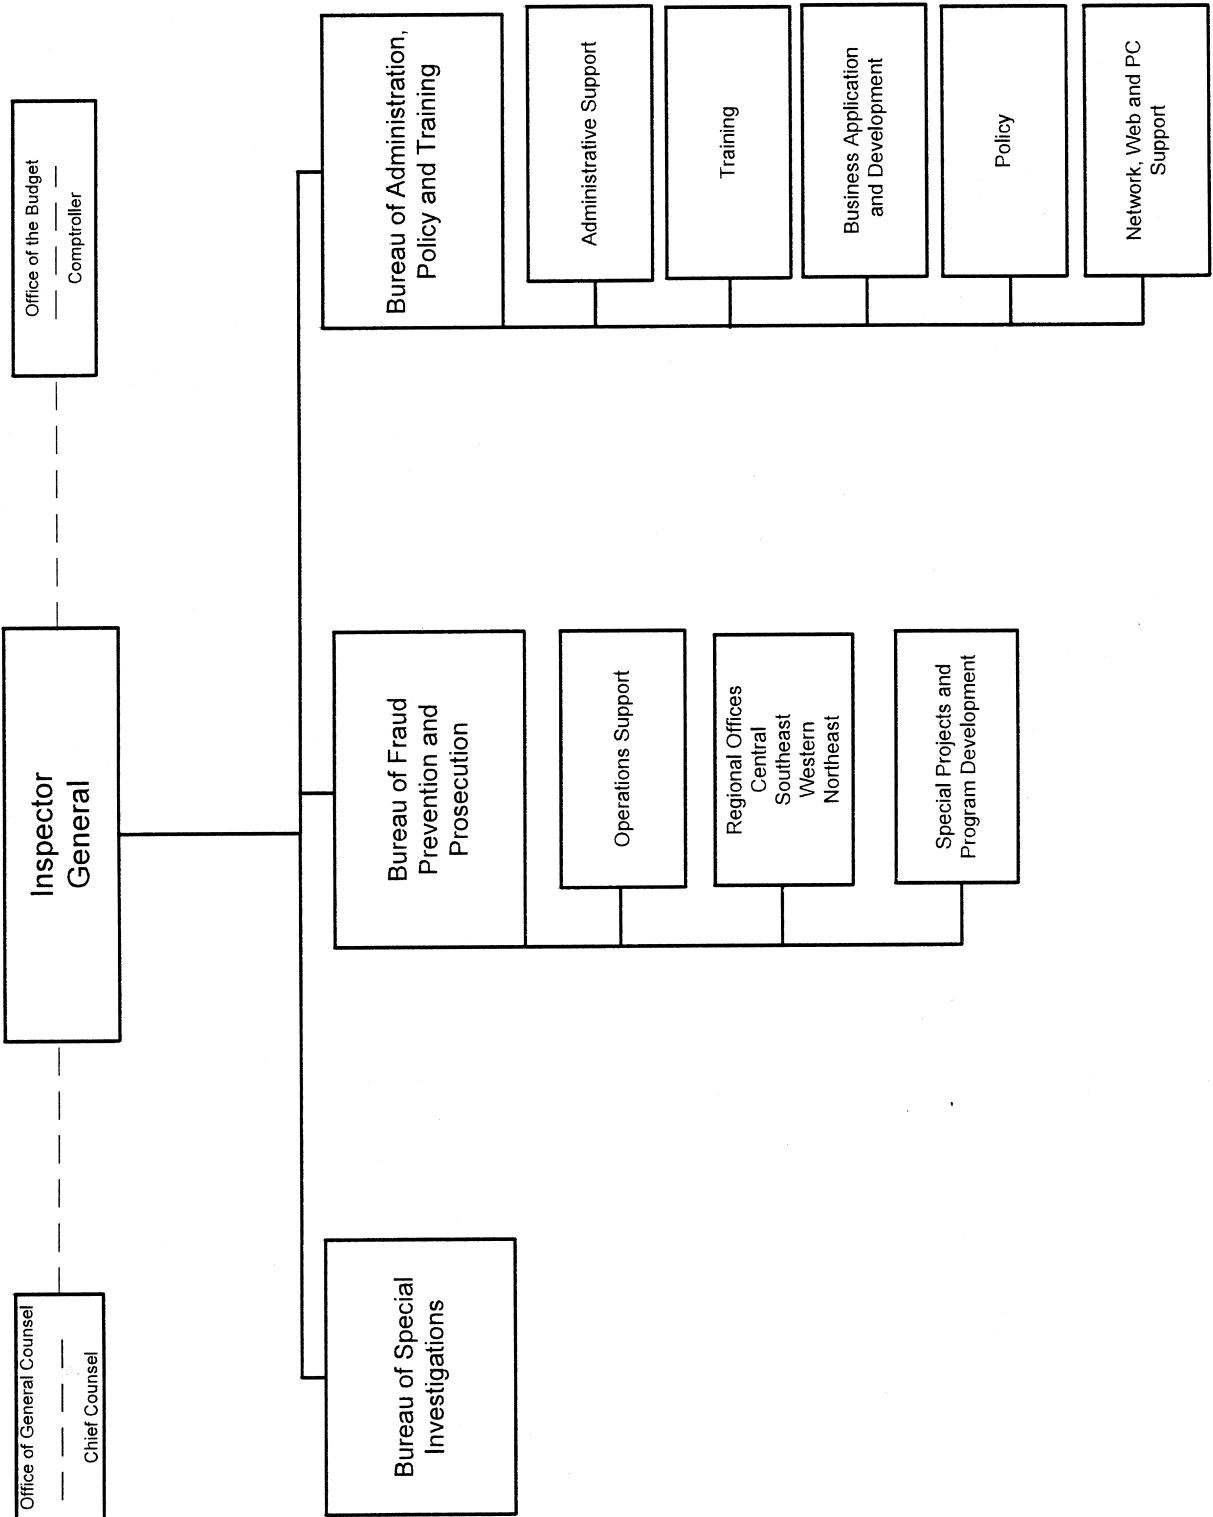 Office of General Counsel
Chief Counsel
Inspector
General
Office of the Budget
Comptroller
Bureau of Special
Investigations
Bureau of Fraud
Prevention and
Prosecution
Operations Support
Regional Offices
Central
Southeast
Western
Northeast
Special Projects and
Program Development
Bureau of Administration,
Policy and Training
Administrative Support
Training
Business Application
and Development
Policy
Network, Web and PC
Support